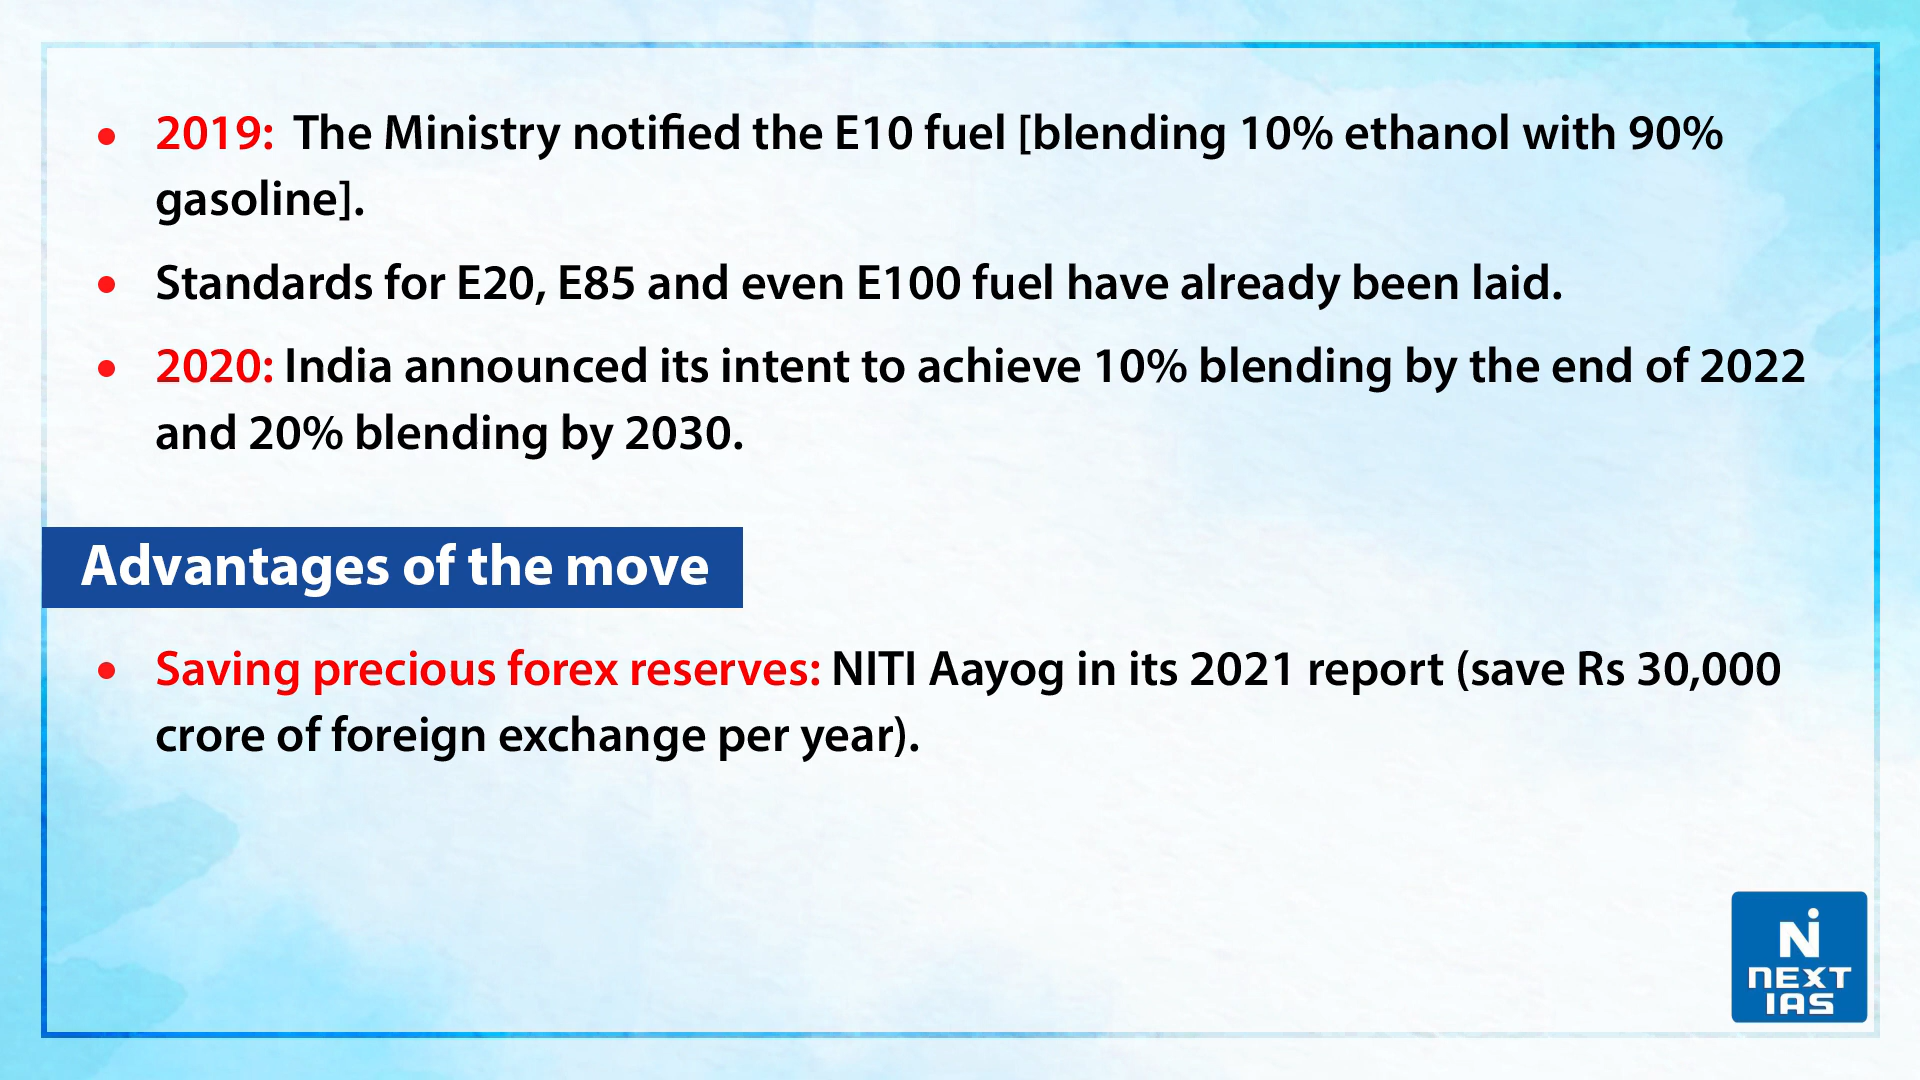 • 2019: The Ministry notified the E10 fuel [blending 10% ethanol with 90%
gasoline].
• Standards for E20, E85 and even E100 fuel have already been laid.
• 2020: India announced its intent to achieve 10% blending by the end of 2022
and 20% blending by 2030.
Advantages of the move
• Saving precious forex reserves: NITI Aayog in its 2021 report (save Rs 30,000
crore of foreign exchange per year).
N
NEXT
IAS